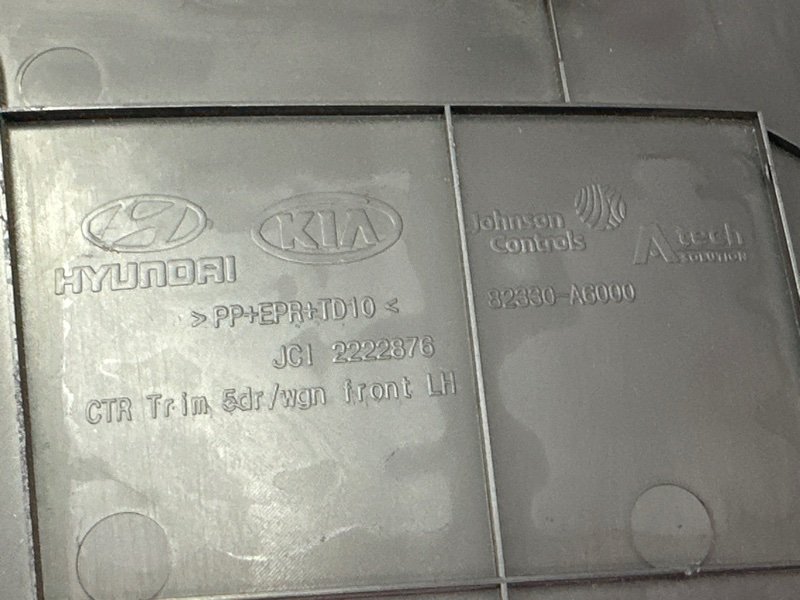 HYUNDAI
KIA
>PP+EPR+TD10<
JCI 2222876
CTR Trim 5dr/wgn front LH
Johnson
Controls
Atech
SOLUTION
82330-A6000